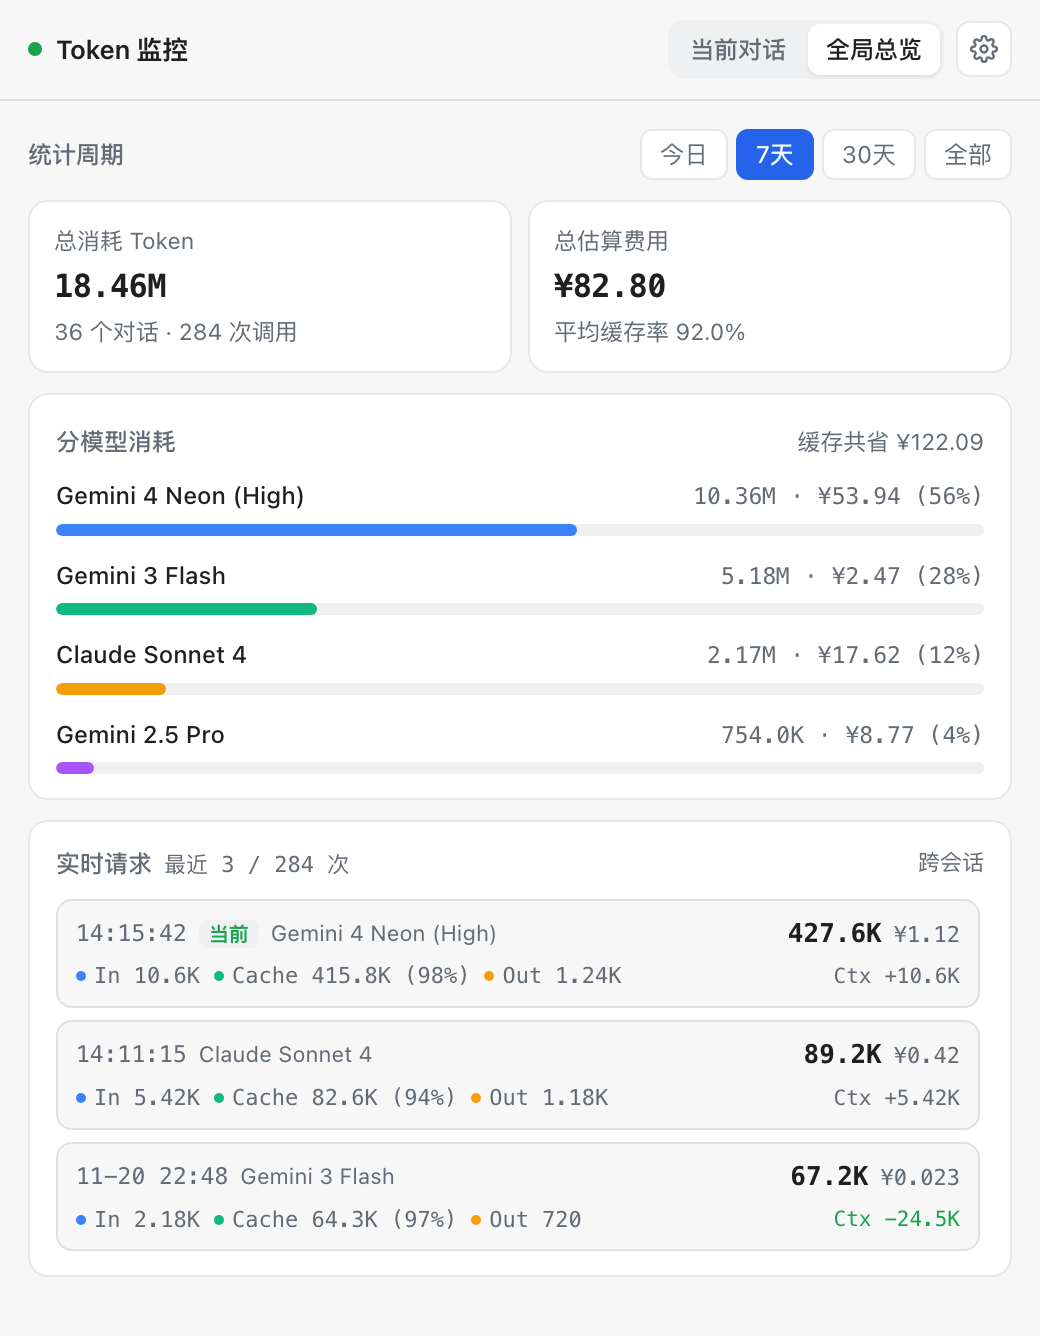 Token 监控 当前对话 全局总览
统计周期 今日 7天 30天 全部
总消耗 Token
18.46M
36 个对话 · 284 次调用
总估算费用
¥82.80
平均缓存率 92.0%
分模型消耗 缓存共省 ¥122.09
Gemini 4 Neon (High) 10.36M · ¥53.94 (56%)
Gemini 3 Flash 5.18M · ¥2.47 (28%)
Claude Sonnet 4 2.17M · ¥17.62 (12%)
Gemini 2.5 Pro 754.0K · ¥8.77 (4%)
实时请求 最近 3 / 284 次 跨会话
14:15:42 当前 Gemini 4 Neon (High) 427.6K ¥1.12
In 10.6K Cache 415.8K (98%) Out 1.24K Ctx +10.6K
14:11:15 Claude Sonnet 4 89.2K ¥0.42
In 5.42K Cache 82.6K (94%) Out 1.18K Ctx +5.42K
11-20 22:48 Gemini 3 Flash 67.2K ¥0.023
In 2.18K Cache 64.3K (97%) Out 720 Ctx −24.5K